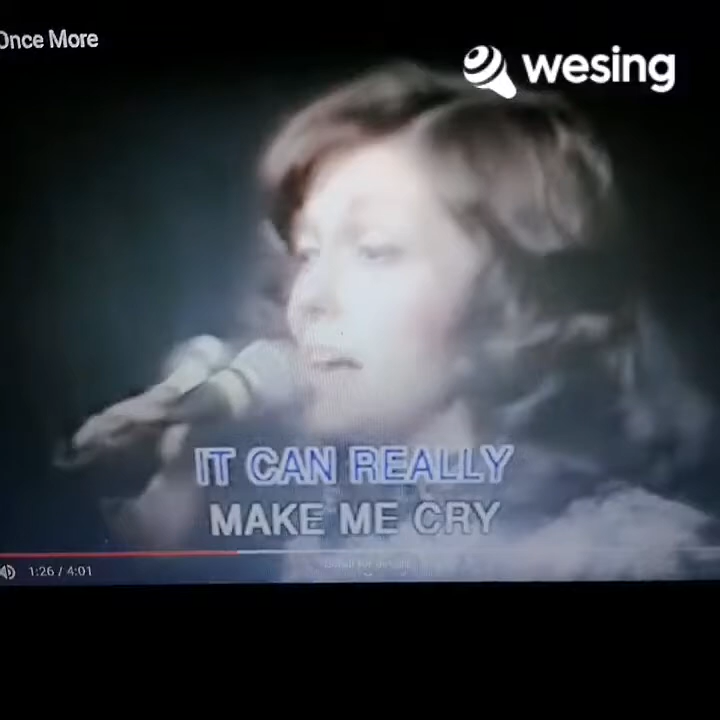 Once More
wesing
IT CAN REALLY
MAKE ME CRY
1:26 / 4:01